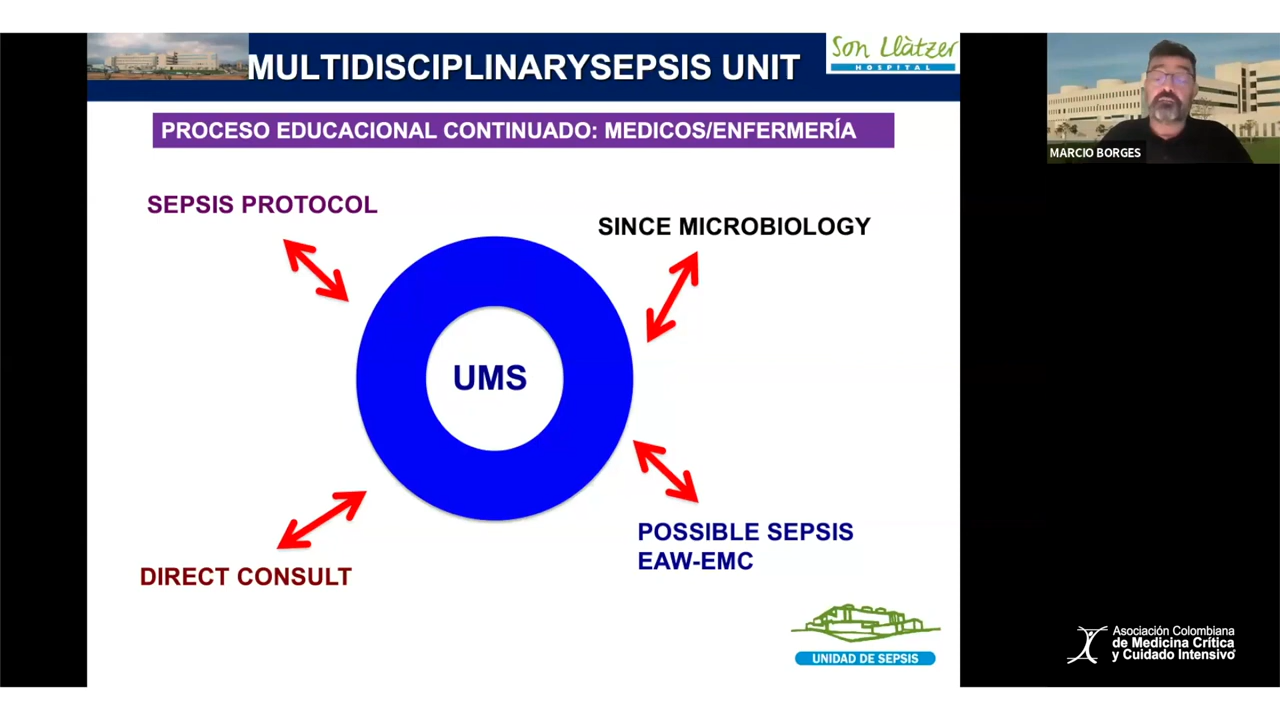 MULTIDISCIPLINARYSEPSIS UNIT
Son Llàtzer
HOSPITAL
PROCESO EDUCACIONAL CONTINUADO: MEDICOS/ENFERMERÍA
MARCIO BORGES
SEPSIS PROTOCOL
SINCE MICROBIOLOGY
UMS
POSSIBLE SEPSIS
EAW-EMC
DIRECT CONSULT
UNIDAD DE SEPSIS
Asociación Colombiana
de Medicina Crítica
y Cuidado Intensivo